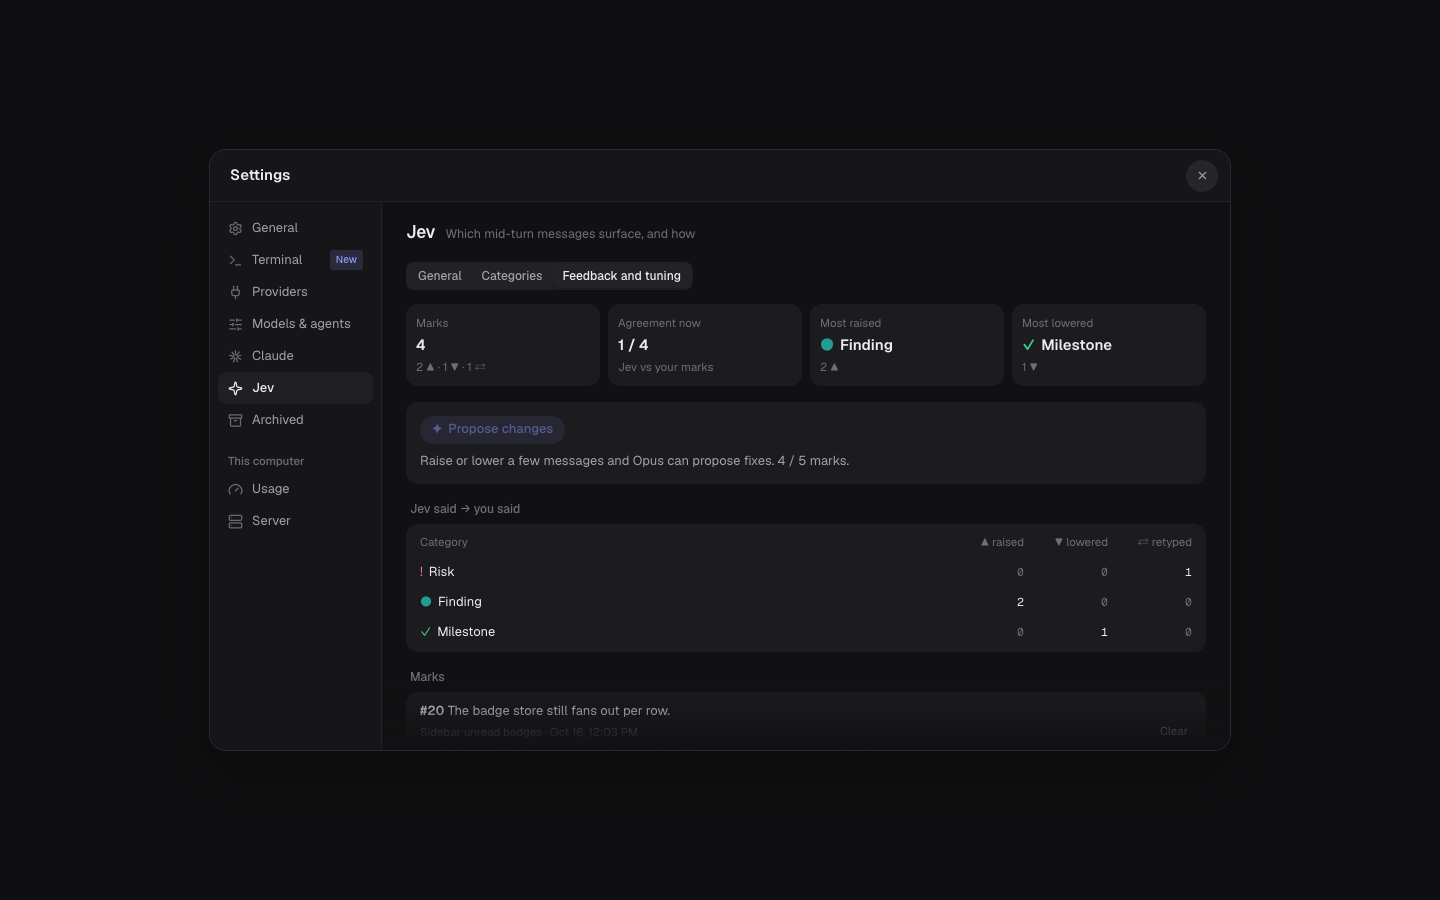 Settings
General
Terminal New
Providers
Models & agents
Claude
Jev
Archived
This computer
Usage
Server
Jev Which mid-turn messages surface, and how
General Categories Feedback and tuning
Marks
4
2 ▲ · 1 ▼ · 1 ⇄
Agreement now
1 / 4
Jev vs your marks
Most raised
Finding
2 ▲
Most lowered
✓ Milestone
1 ▼
✦ Propose changes
Raise or lower a few messages and Opus can propose fixes. 4 / 5 marks.
Jev said → you said
Category ▲ raised ▼ lowered ⇄ retyped
! Risk 0 0 1
Finding 2 0 0
✓ Milestone 0 1 0
Marks
#20 The badge store still fans out per row.
Sidebar unread badges · Oct 16, 12:03 PM Clear